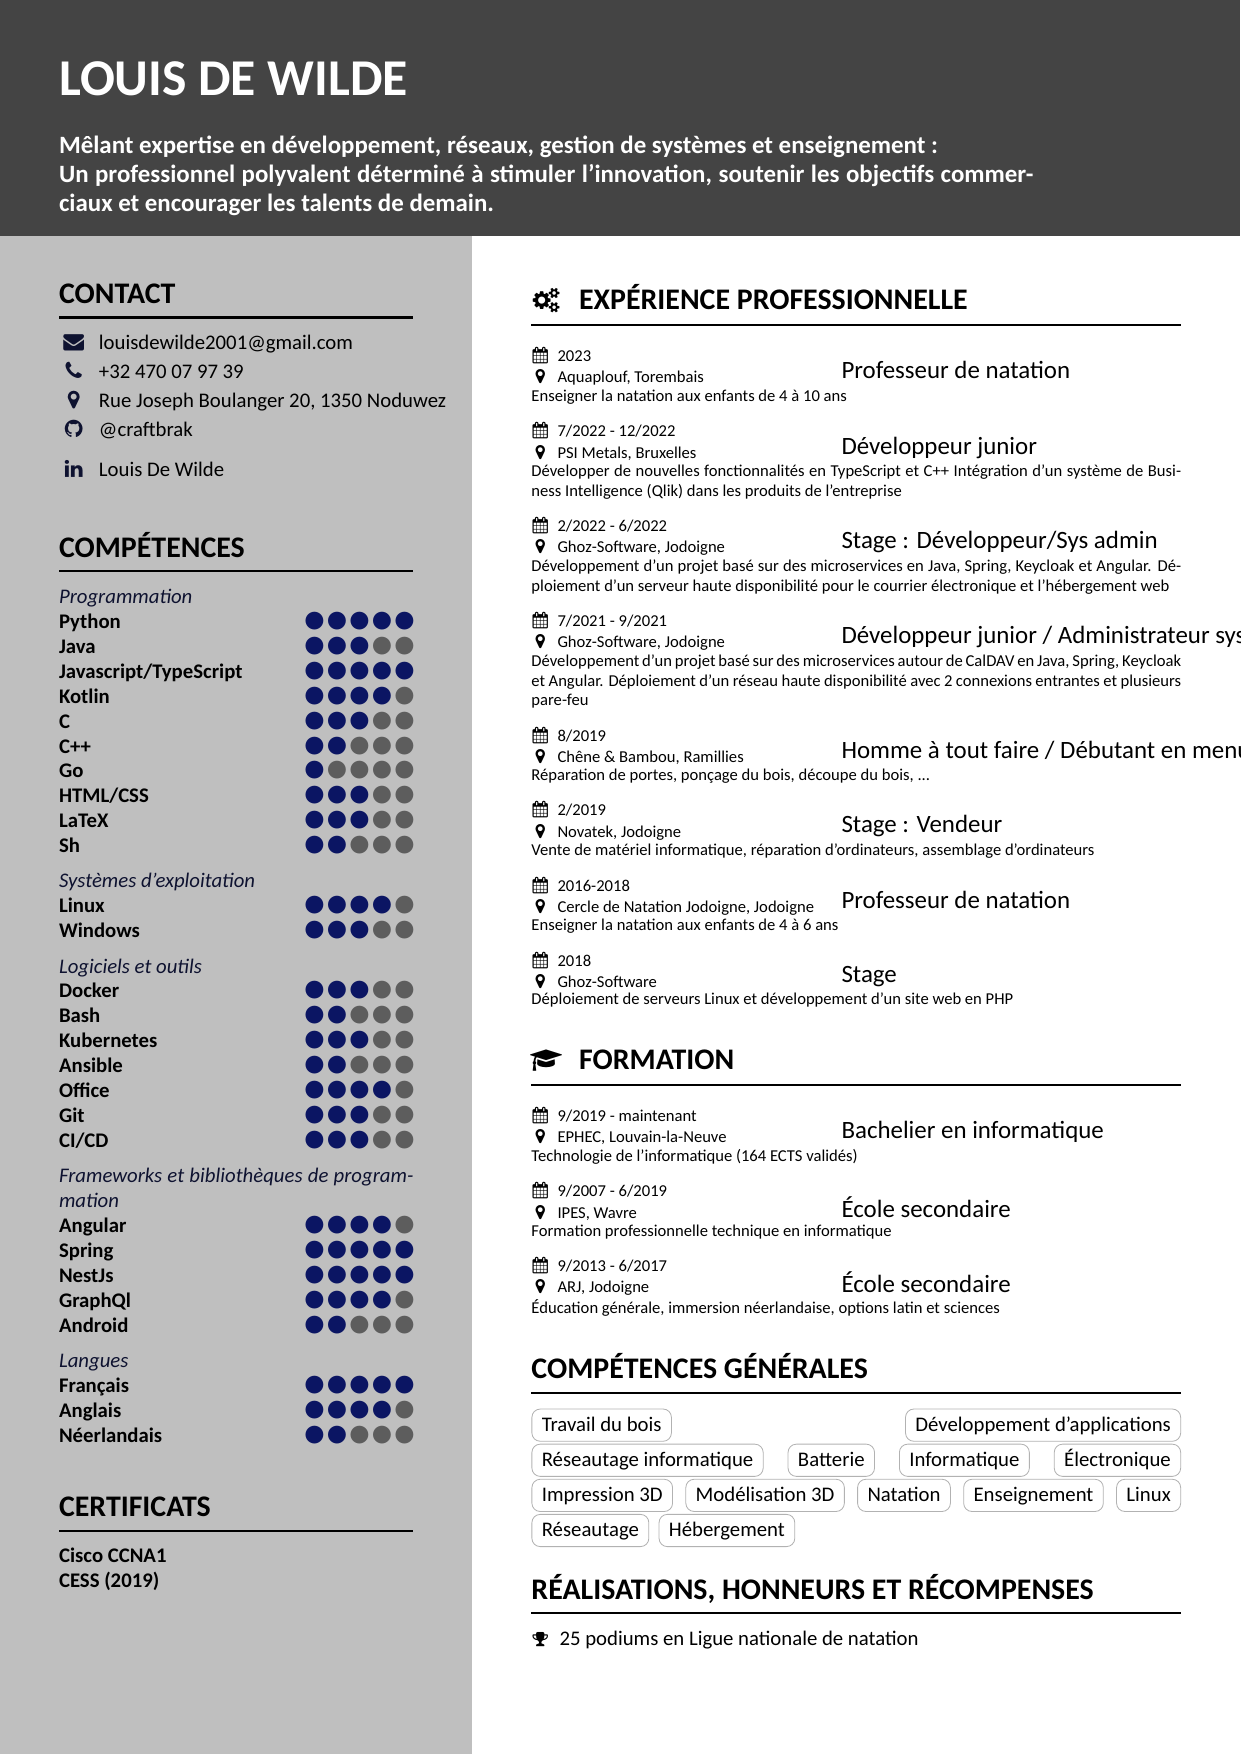 LOUIS DE WILDE
Mêlant expertise en développement, réseaux, gestion de systèmes et enseignement :
Un professionnel polyvalent déterminé à stimuler l’innovation, soutenir les objectifs commer-
ciaux et encourager les talents de demain.
CONTACT
louisdewilde2001@gmail.com
+32 470 07 97 39
Rue Joseph Boulanger 20, 1350 Noduwez
@craftbrak
Louis De Wilde
COMPÉTENCES
Programmation
Python
Java
Javascript/TypeScript
Kotlin
C
C++
Go
HTML/CSS
LaTeX
Sh
Systèmes d’exploitation
Linux
Windows
Logiciels et outils
Docker
Bash
Kubernetes
Ansible
Office
Git
CI/CD
Frameworks et bibliothèques de program-
mation
Angular
Spring
NestJs
GraphQl
Android
Langues
Français
Anglais
Néerlandais
CERTIFICATS
Cisco CCNA1
CESS (2019)
EXPÉRIENCE PROFESSIONNELLE
2023
Aquaplouf, Torembais
Professeur de natation
Enseigner la natation aux enfants de 4 à 10 ans
7/2022 - 12/2022
PSI Metals, Bruxelles
Développeur junior
Développer de nouvelles fonctionnalités en TypeScript et C++ Intégration d’un système de Busi-
ness Intelligence (Qlik) dans les produits de l’entreprise
2/2022 - 6/2022
Ghoz-Software, Jodoigne
Stage : Développeur/Sys admin
Développement d’un projet basé sur des microservices en Java, Spring, Keycloak et Angular. Dé-
ploiement d’un serveur haute disponibilité pour le courrier électronique et l’hébergement web
7/2021 - 9/2021
Ghoz-Software, Jodoigne
Développeur junior / Administrateur sys
Développement d’un projet basé sur des microservices autour de CalDAV en Java, Spring, Keycloak
et Angular. Déploiement d’un réseau haute disponibilité avec 2 connexions entrantes et plusieurs
pare-feu
8/2019
Chêne & Bambou, Ramillies
Homme à tout faire / Débutant en menu
Réparation de portes, ponçage du bois, découpe du bois, ...
2/2019
Novatek, Jodoigne
Stage : Vendeur
Vente de matériel informatique, réparation d’ordinateurs, assemblage d’ordinateurs
2016-2018
Cercle de Natation Jodoigne, Jodoigne
Professeur de natation
Enseigner la natation aux enfants de 4 à 6 ans
2018
Ghoz-Software
Stage
Déploiement de serveurs Linux et développement d’un site web en PHP
FORMATION
9/2019 - maintenant
EPHEC, Louvain-la-Neuve
Bachelier en informatique
Technologie de l’informatique (164 ECTS validés)
9/2007 - 6/2019
IPES, Wavre
École secondaire
Formation professionnelle technique en informatique
9/2013 - 6/2017
ARJ, Jodoigne
École secondaire
Éducation générale, immersion néerlandaise, options latin et sciences
COMPÉTENCES GÉNÉRALES
Travail du bois Développement d’applications
Réseautage informatique Batterie Informatique Électronique
Impression 3D Modélisation 3D Natation Enseignement Linux
Réseautage Hébergement
RÉALISATIONS, HONNEURS ET RÉCOMPENSES
25 podiums en Ligue nationale de natation